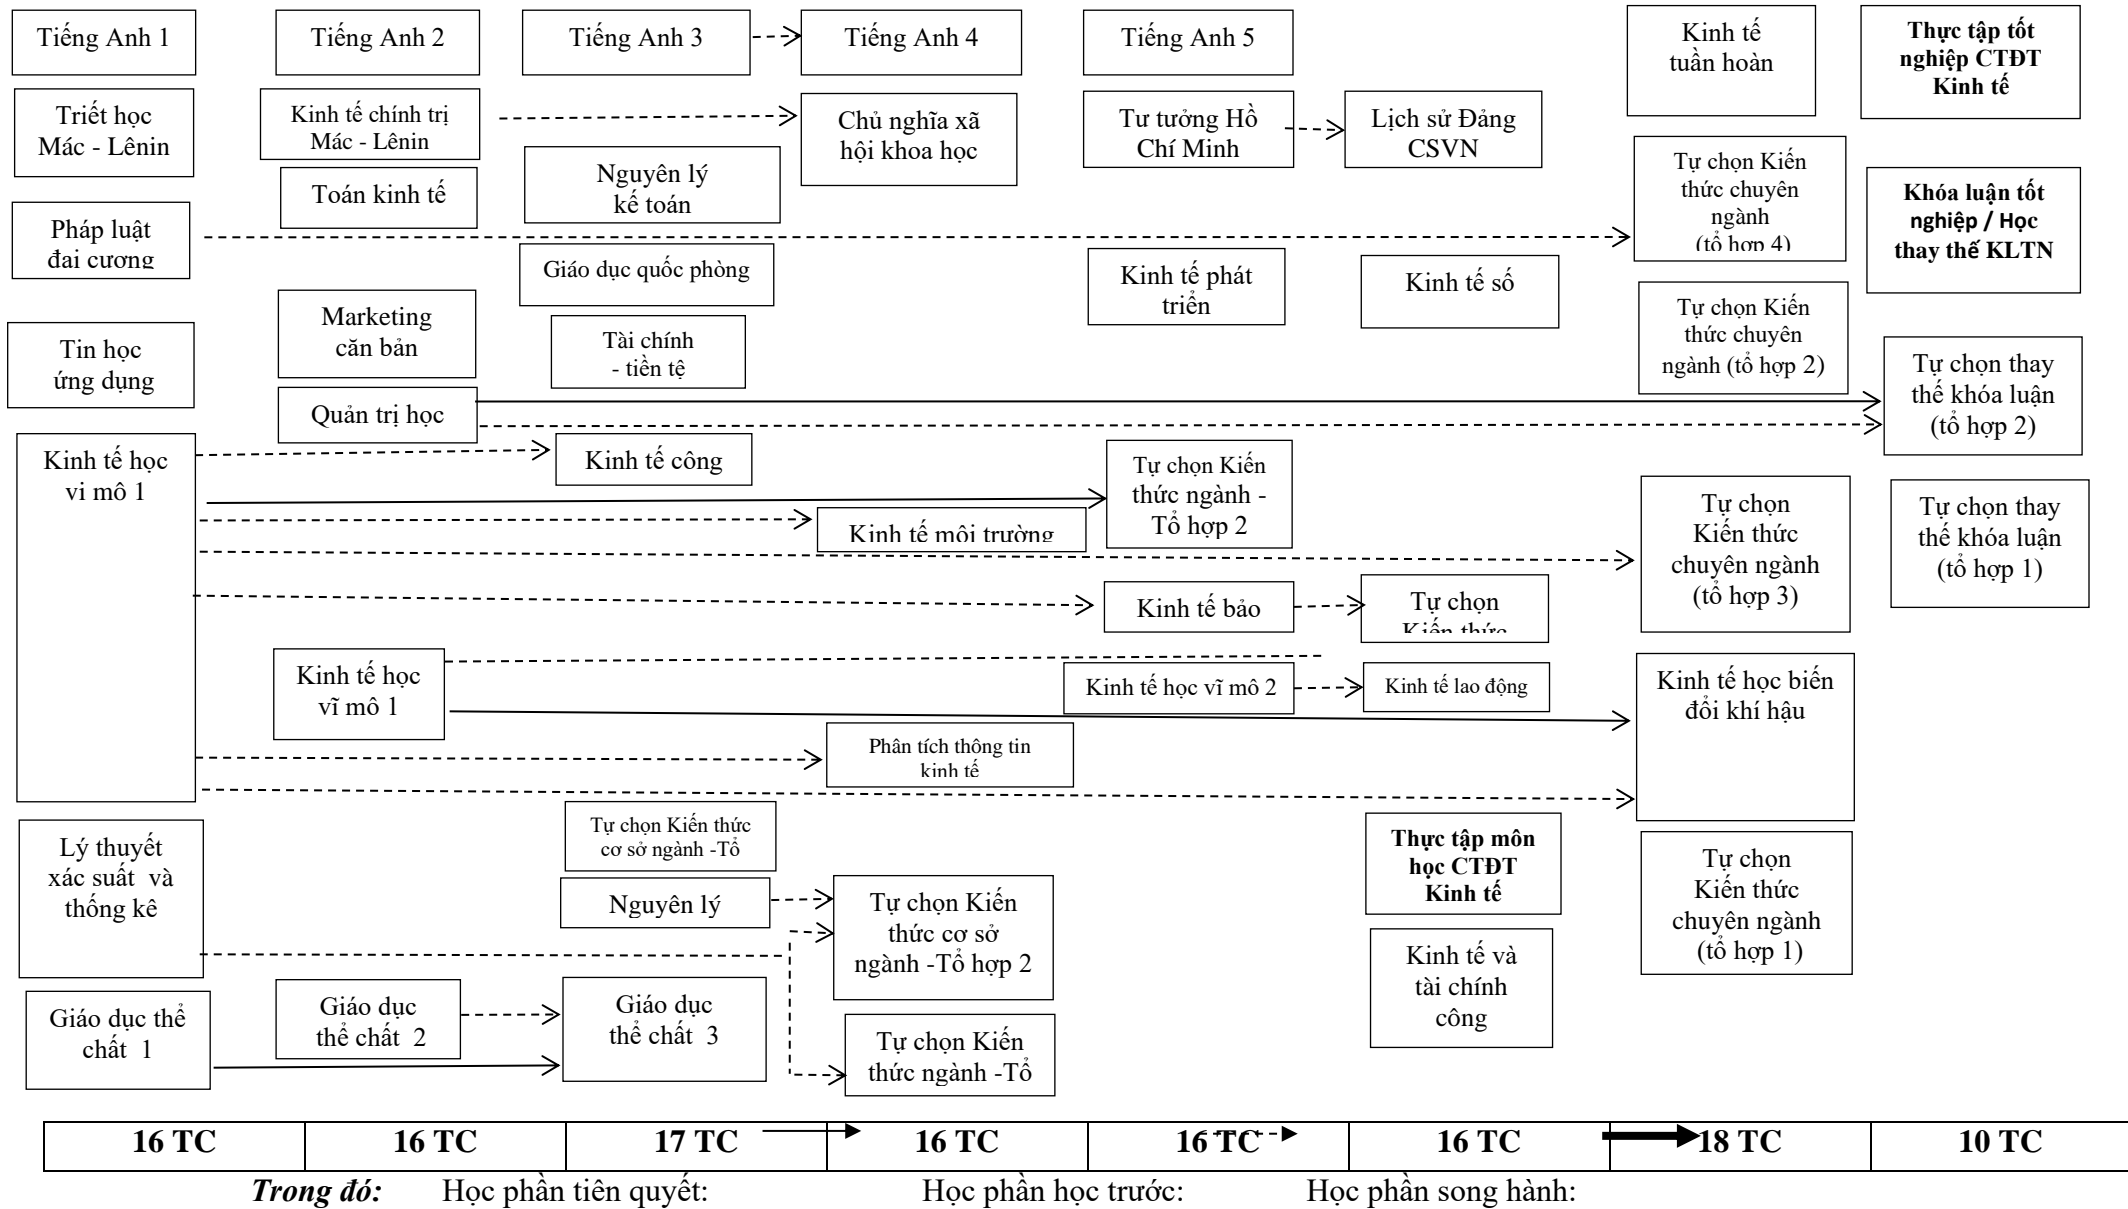 Tiếng Anh 1
Tiếng Anh 2
Tiếng Anh 3
Tiếng Anh 4
Tiếng Anh 5
Kinh tế
tuần hoàn
Thực tập tốt
nghiệp CTĐT
Kinh tế
Triết học
Mác - Lênin
Kinh tế chính trị
Mác - Lênin
Chủ nghĩa xã
hội khoa học
Tư tưởng Hồ
Chí Minh
Lịch sử Đảng
CSVN
Tự chọn Kiến
thức chuyên
ngành
(tổ hợp 4)
Toán kinh tế
Nguyên lý
kế toán
Khóa luận tốt
nghiệp / Học
thay thế KLTN
Pháp luật
đại cương
Giáo dục quốc phòng
Kinh tế phát
triển
Kinh tế số
Marketing
căn bản
Tự chọn Kiến
thức chuyên
ngành (tổ hợp 2)
Tin học
ứng dụng
Tài chính
- tiền tệ
Tự chọn thay
thế khóa luận
(tổ hợp 2)
Quản trị học
Kinh tế học
vi mô 1
Kinh tế công
Tự chọn Kiến
thức ngành -
Tổ hợp 2
Kinh tế môi trường
Tự chọn
Kiến thức
chuyên ngành
(tổ hợp 3)
Tự chọn thay
thế khóa luận
(tổ hợp 1)
Kinh tế bảo
Tự chọn
Kiến thức
Kinh tế học
vĩ mô 1
Kinh tế học vĩ mô 2
Kinh tế lao động
Kinh tế học biến
đổi khí hậu
Phân tích thông tin
kinh tế
Lý thuyết
xác suất và
thống kê
Tự chọn Kiến thức
cơ sở ngành -Tổ
Thực tập môn
học CTĐT
Kinh tế
Tự chọn
Kiến thức
chuyên ngành
(tổ hợp 1)
Nguyên lý
Tự chọn Kiến
thức cơ sở
ngành -Tổ hợp 2
Kinh tế và
tài chính
công
Giáo dục thể
chất 1
Giáo dục
thể chất 2
Giáo dục
thể chất 3
Tự chọn Kiến
thức ngành -Tổ
16 TC
16 TC
17 TC
16 TC
16 TC
16 TC
18 TC
10 TC
Trong đó: Học phần tiên quyết: Học phần học trước: Học phần song hành: